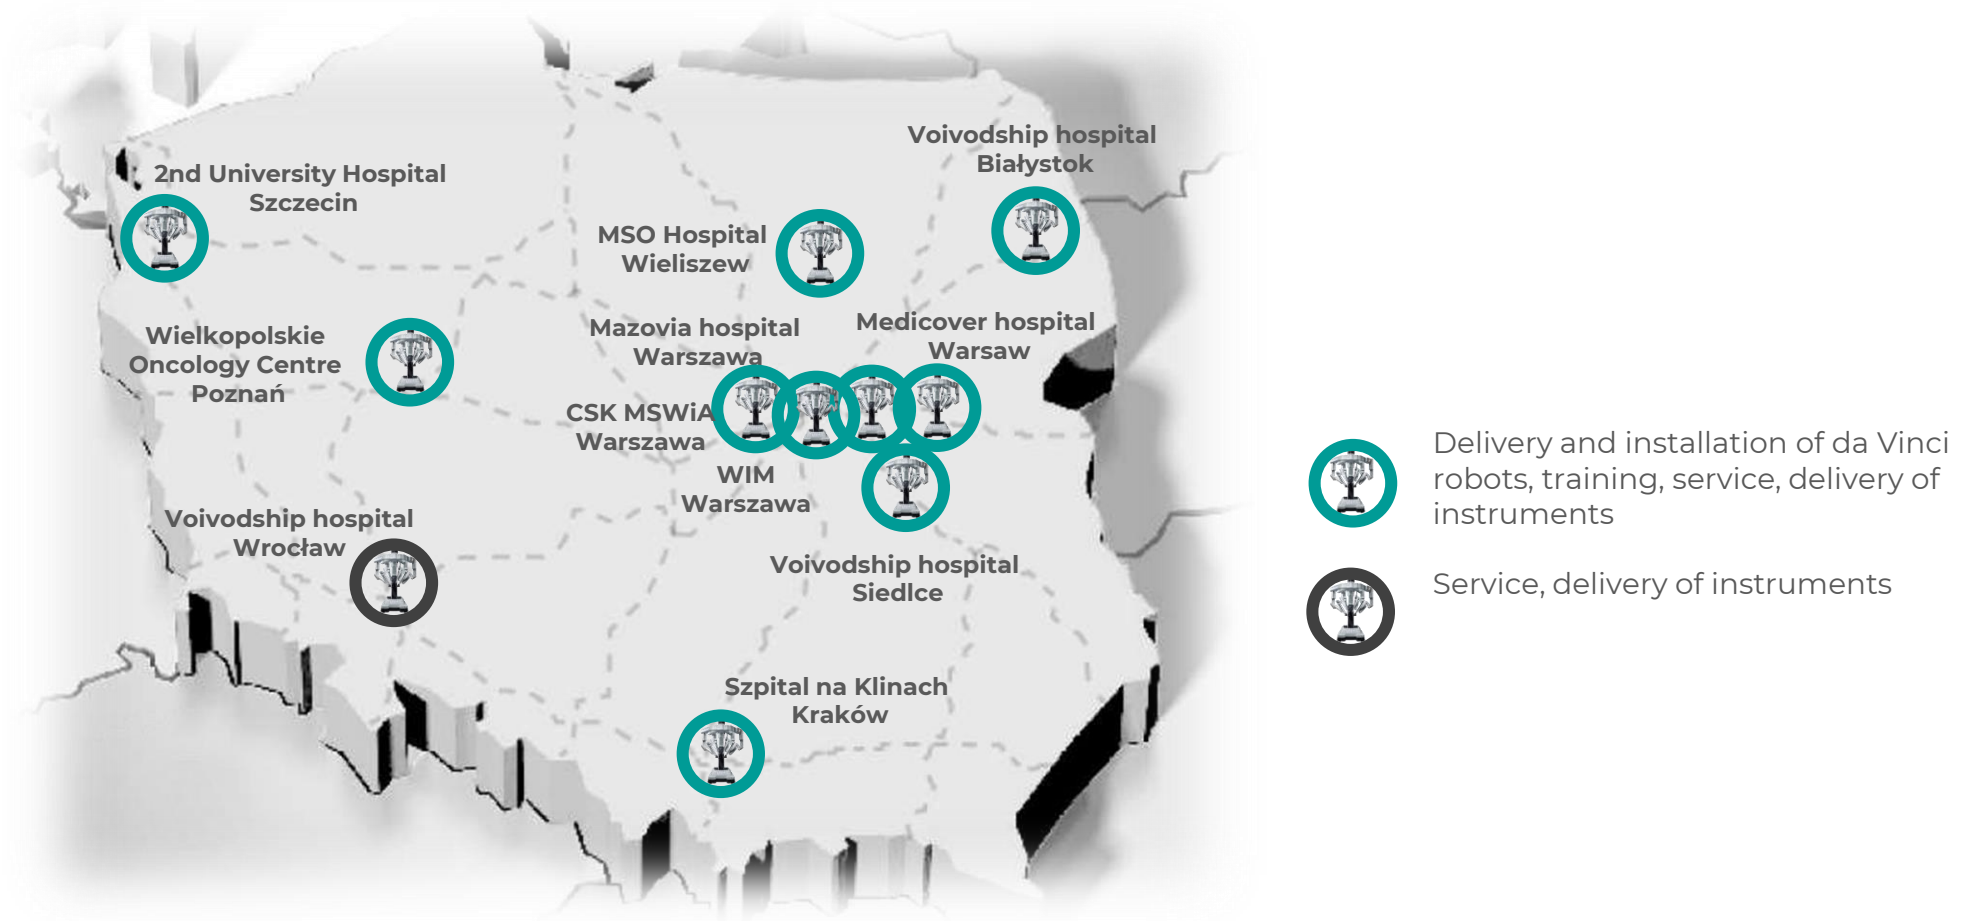 Voivodship hospital
Białystok
2nd University Hospital
Szczecin
MSO Hospital
Wieliszew
Mazovia hospital
Warszawa
Medicover hospital
Warsaw
Wielkopolskie
Oncology Centre
Poznań
CSK MSWiA
Warszawa
WIM
Warszawa
Voivodship hospital
Wrocław
Voivodship hospital
Siedlce
Szpital na Klinach
Kraków
Delivery and installation of da Vinci
robots, training, service, delivery of
instruments
Service, delivery of instruments